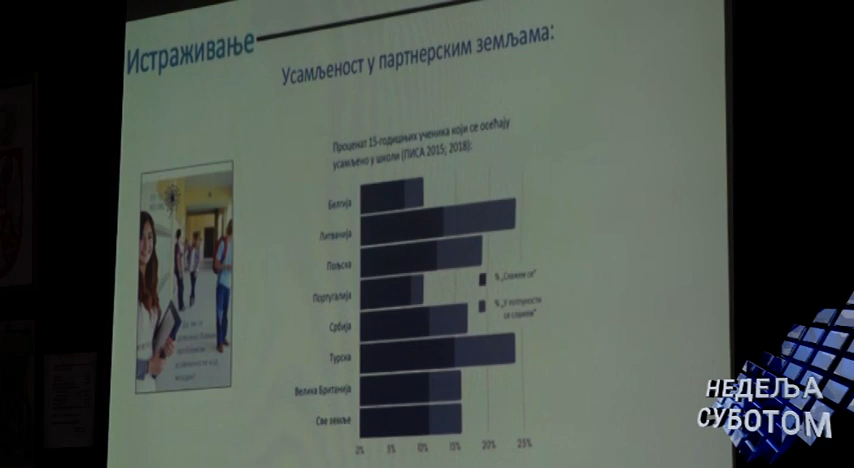 Истраживање
Усамљеност у партнерским земљама:
Проценат 15-годишњих ученика који се осећају
усамљено у школи (ПИСА 2015; 2018):
Белгија
Литванија
Пољска
Португалија
Србија
Турска
Велика Британија
Све земље
0%
5%
10%
15%
20%
25%
% „Слажем се“
% „У потпуности
се слажем“
НЕДЕЉА
СУБОТОМ